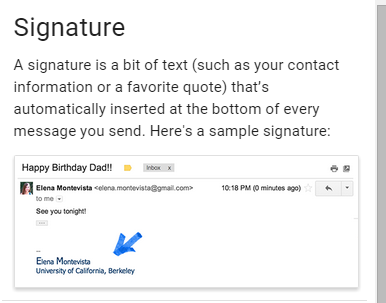 Signature
A signature is a bit of text (such as your contact
information or a favorite quote) that's
automatically inserted at the bottom of every
message you send. Here's a sample signature:
Happy Birthday Dad!! Inbox x
Elena Montevista <elena.montevista@gmail.com> 10:18 PM (0 minutes ago)
to me
See you tonight!
--
Elena Montevista
University of California, Berkeley